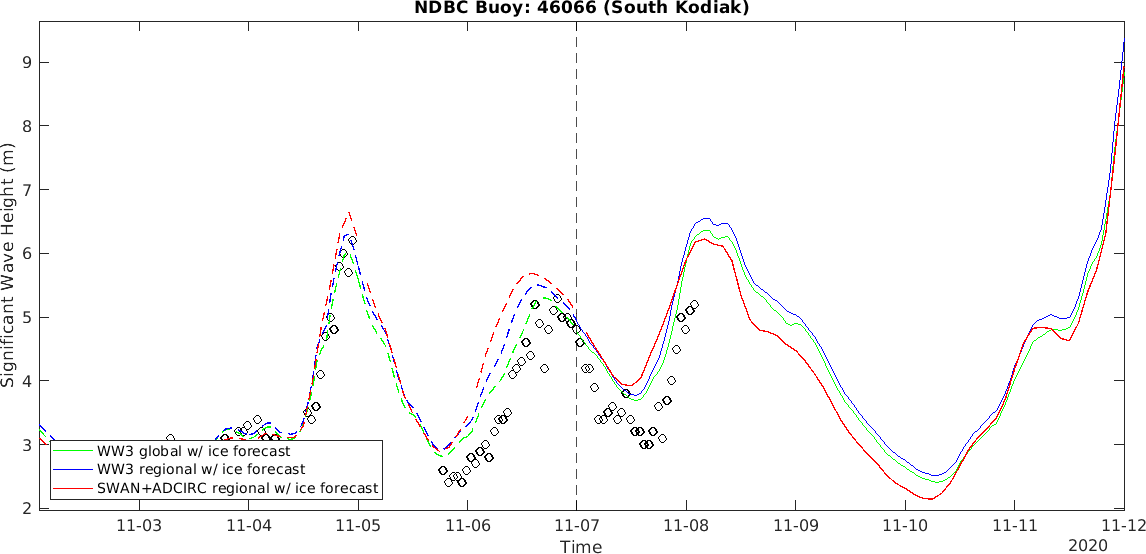 NDBC Buoy: 46066 (South Kodiak)
Significant Wave Height (m)
9
8
7
6
5
4
3
2
WW3 global w/ ice forecast
WW3 regional w/ ice forecast
SWAN+ADCIRC regional w/ ice forecast
11-03 11-04 11-05 11-06 11-07 11-08 11-09 11-10 11-11 11-12
Time
2020